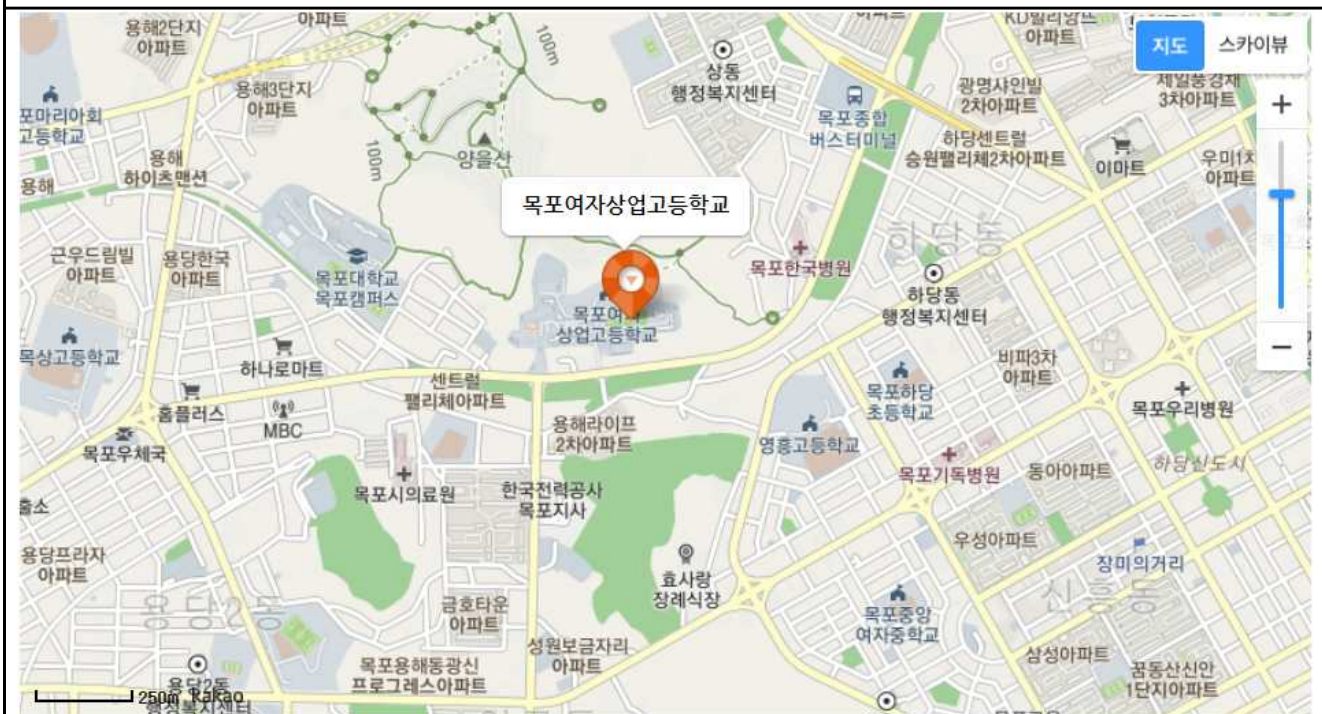 용해2단지
아파트
아파트
100m
상동
행정복지센터
아파트
지도
스카이뷰
용해3단지
아파트
포마리아회
고등학교
목포종합
버스터미널
광명샤인빌
2차아파트
3차아파트
+
100m
양을산
용해
하이츠맨션
용해
하당센트럴
승원팰리체2차아파트
이마트
우미1차
아파트
목포여자상업고등학교
하당동
근우드림빌
아파트
용당한국
아파트
목포대학교
목포캠퍼스
목포한국병원
하당동
행정복지센터
목포여자
상업고등학교
−
목상고등학교
하나로마트
센트럴
팰리체아파트
비파3차
아파트
목포하당
초등학교
홈플러스
MBC
용해라이프
2차아파트
영흥고등학교
목포우리병원
목포우체국
목포시의료원
한국전력공사
목포지사
목포기독병원
동아아파트
하당신도시
출소
용당프라자
아파트
우성아파트
장미의거리
효사랑
장례식장
신흥동
용당2동
금호타운
아파트
목포중앙
여자중학교
성원보금자리
아파트
삼성아파트
목포용해동광신
프로그레스아파트
꿈동산신안
1단지아파트
용당2동
행정복지센터
250m kakao